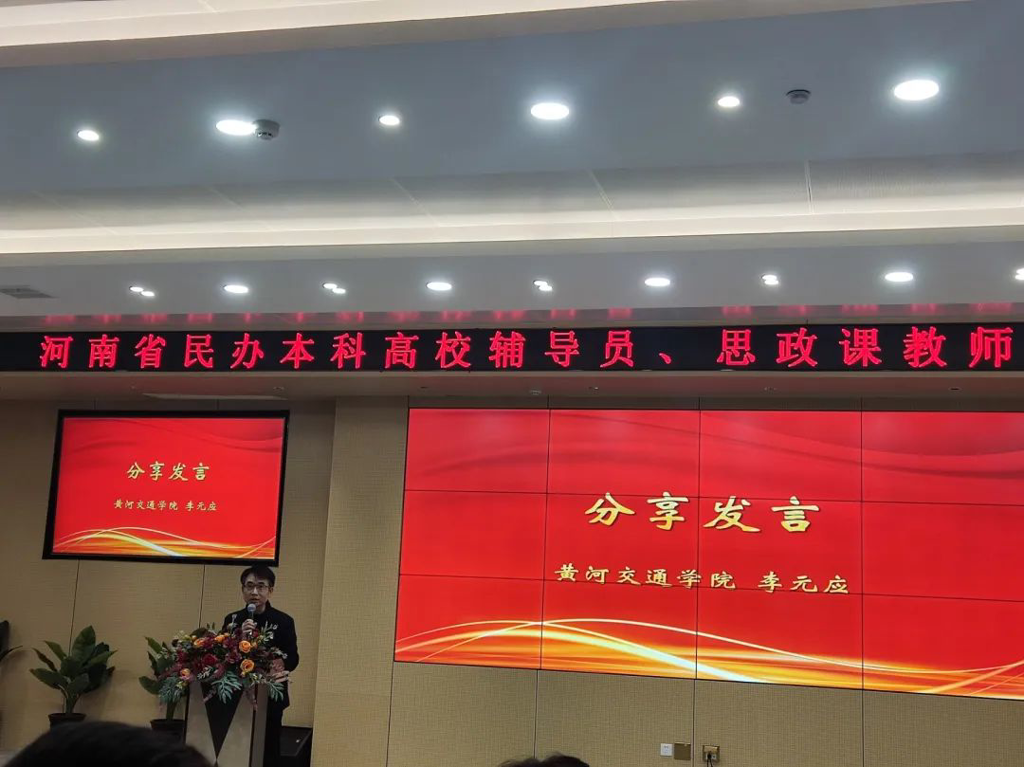 河南省民办本科高校辅导员、思政课教师
分享发言
黄河交通学院 李元应
分享发言
黄河交通学院 李元应